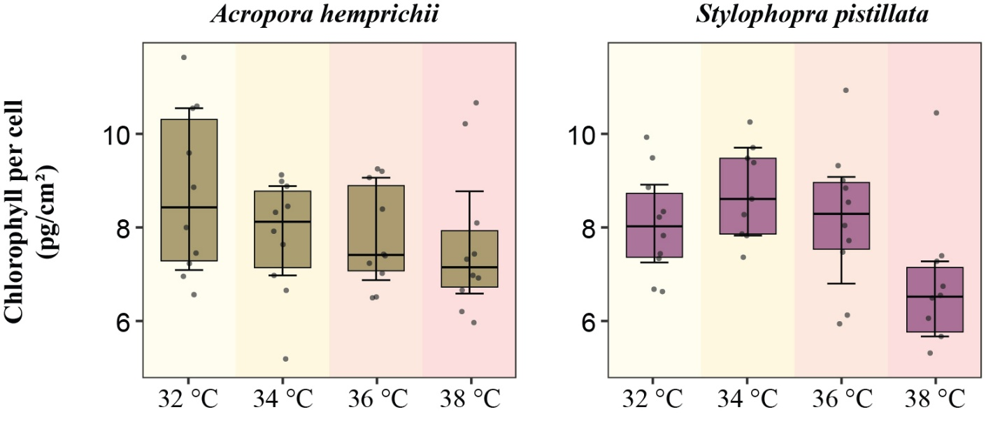 Acropora hemprichii
Stylophopra pistillata
Chlorophyll per cell
(pg/cm²)
10
8
6
32 °C
34 °C
36 °C
38 °C
10
8
6
32 °C
34 °C
36 °C
38 °C